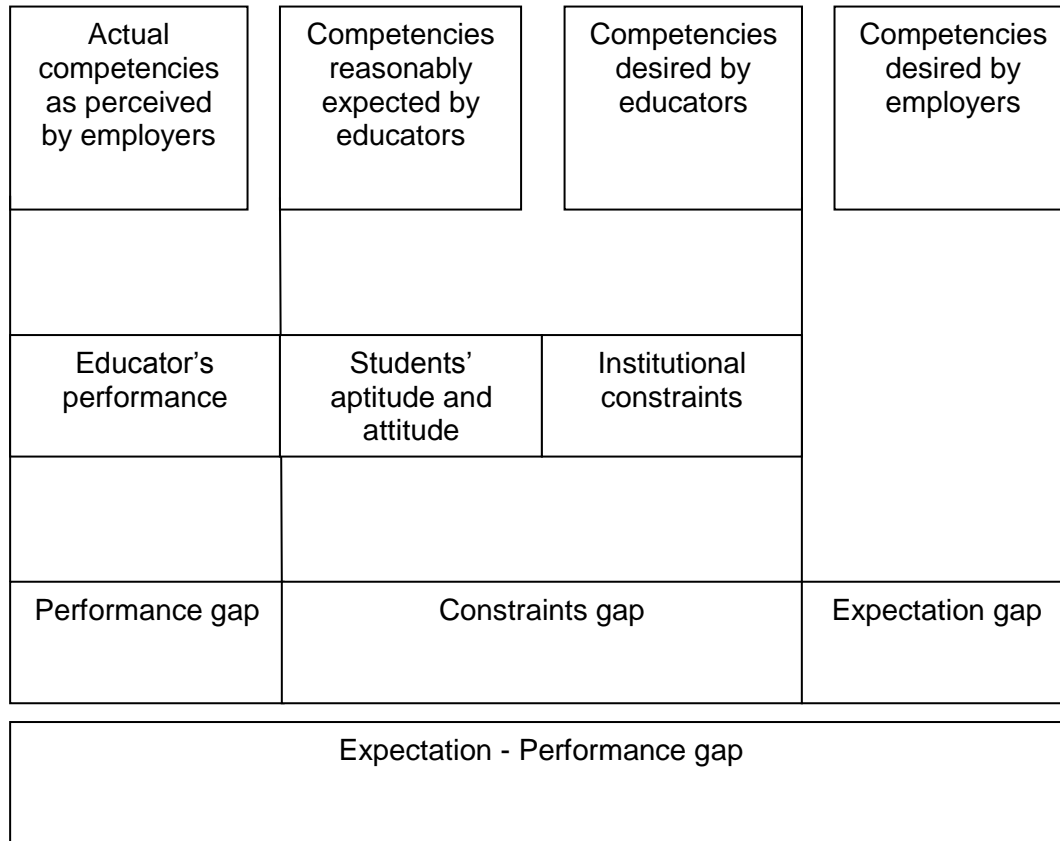 Actual
competencies
as perceived
by employers
Competencies
reasonably
expected by
educators
Competencies
desired by
educators
Competencies
desired by
employers
Educator’s
performance
Students’
aptitude and
attitude
Institutional
constraints
Performance gap
Constraints gap
Expectation gap
Expectation - Performance gap